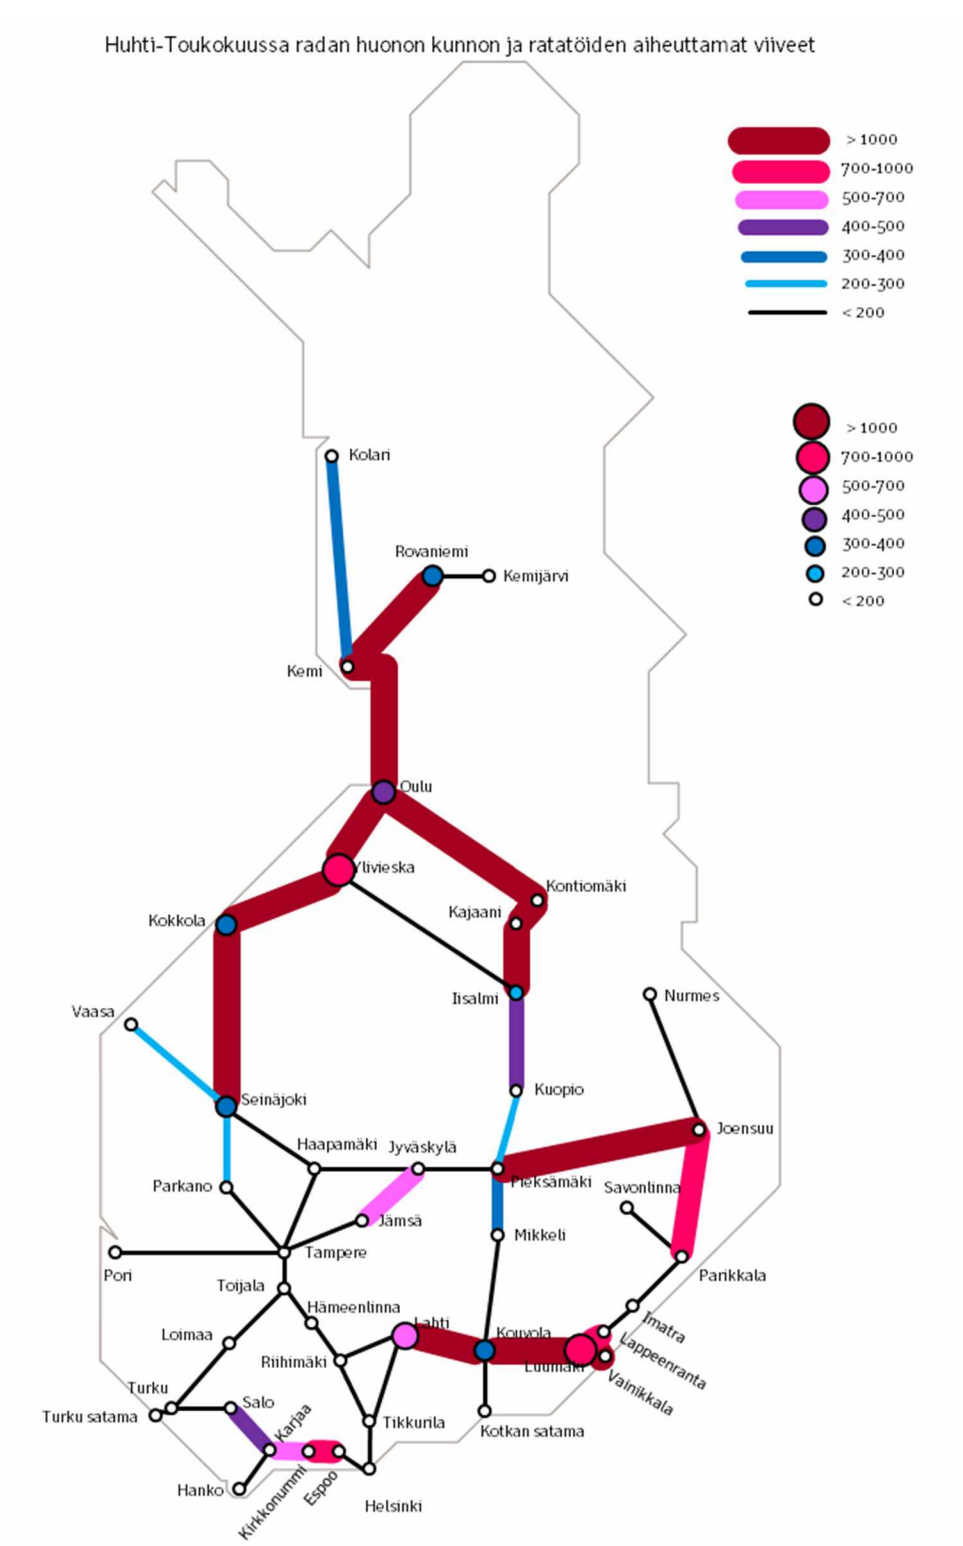 Huhti-Toukokuussa radan huonon kunnon ja ratatöiden aiheuttamat viiveet
> 1000
700-1000
500-700
400-500
300-400
200-300
< 200
> 1000
700-1000
500-700
400-500
300-400
200-300
< 200
Kolari
Rovaniemi
Kemijärvi
Kemi
Oulu
Ylivieska
Kontiomäki
Kajaani
Kokkola
Iisalmi
Nurmes
Vaasa
Kuopio
Seinäjoki
Joensuu
Haapamäki
Jyväskylä
Pieksämäki
Parkano
Savonlinna
Jämsä
Mikkeli
Tampere
Pori
Parikkala
Toijala
Hämeenlinna
Imatra
Lahti
Loimaa
Kouvola
Lappeenranta
Riihimäki
Luumäki
Vainikkala
Turku
Salo
Turku satama
Karjaa
Tikkurila
Kotkan satama
Hanko
Kirkkonummi
Espoo
Helsinki